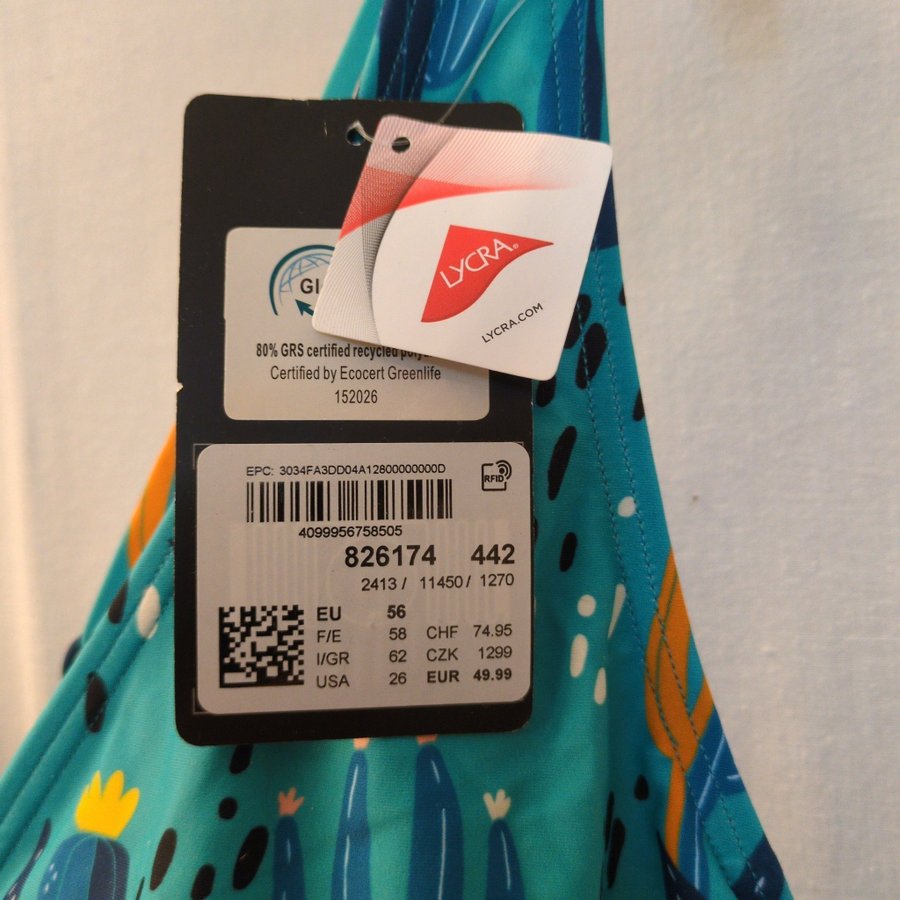 LYCRA®
LYCRA.COM
80% GRS certified recycled
Certified by Ecocert Greenlife
152026
EPC: 3034FA3DD04A12800000000D
RFID
4099956758505
826174 442
2413 / 11450 / 1270
EU 56
F/E 58 CHF 74.95
I/GR 62 CZK 1299
USA 26 EUR 49.99